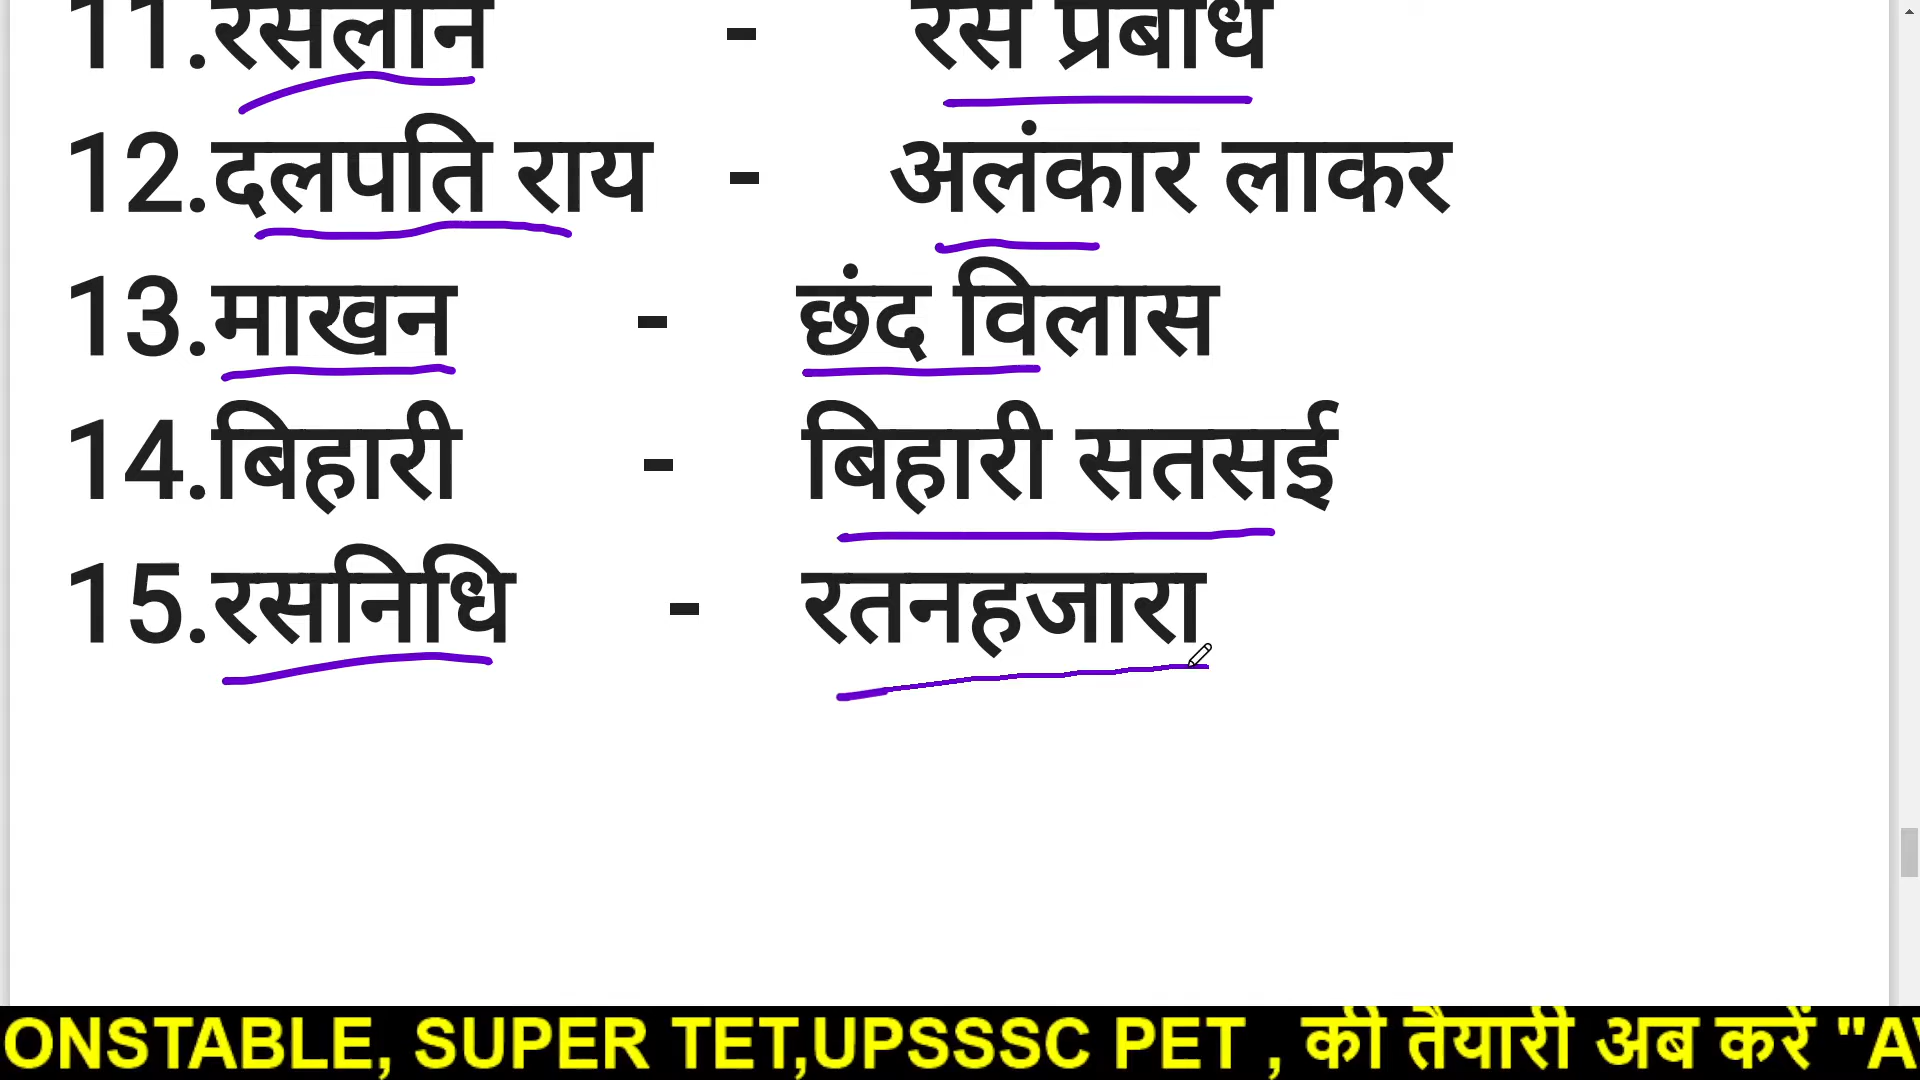 11.रसलीन - रस प्रबोध
12.दलपति राय - अलंकार लाकर
13.माखन - छंद विलास
14.बिहारी - बिहारी सतसई
15.रसनिधि - रतनहजारा
ONSTABLE, SUPER TET,UPSSSC PET , की तैयारी अब करें "A